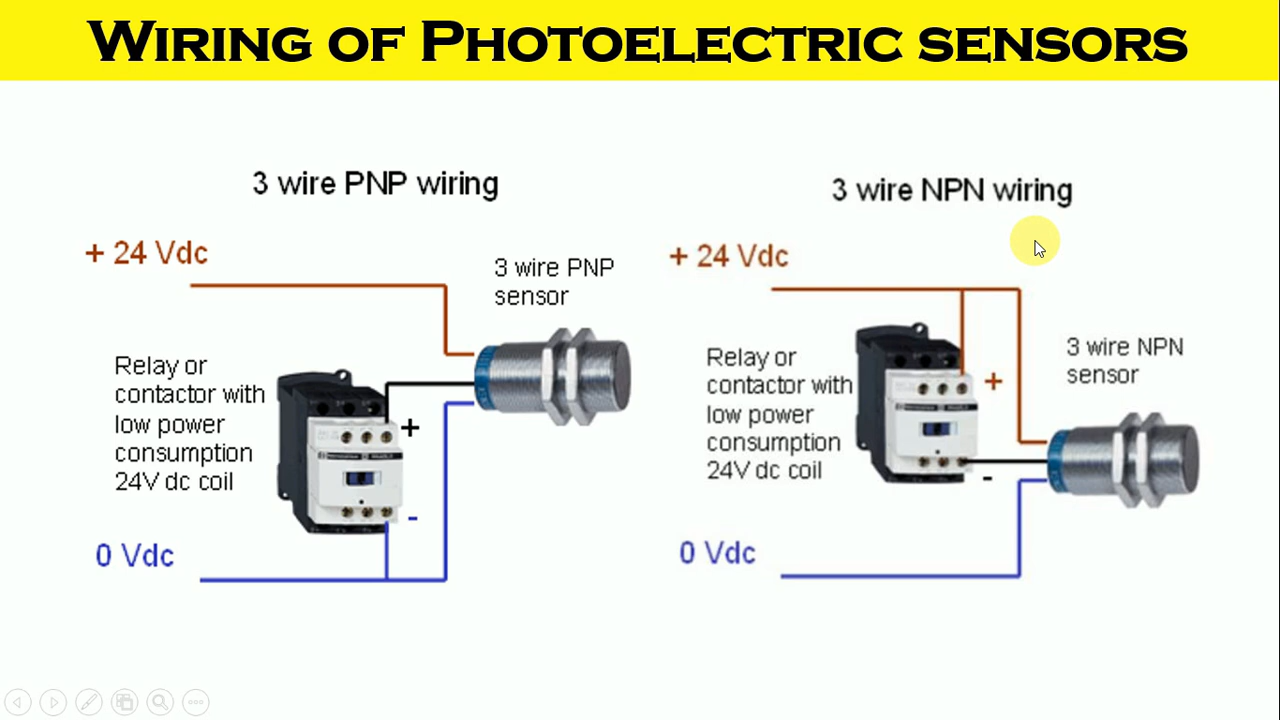 WIRING OF PHOTOELECTRIC SENSORS
3 wire PNP wiring
+ 24 Vdc
3 wire PNP
sensor
Relay or
contactor with
low power
consumption
24V dc coil
+
-
0 Vdc
3 wire NPN wiring
+ 24 Vdc
3 wire NPN
sensor
Relay or
contactor with
low power
consumption
24V dc coil
+
-
0 Vdc